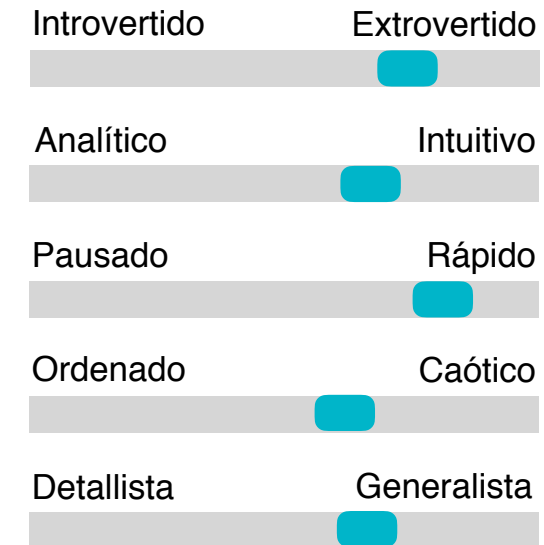 Introvertido Extrovertido
Analítico Intuitivo
Pausado Rápido
Ordenado Caótico
Detallista Generalista